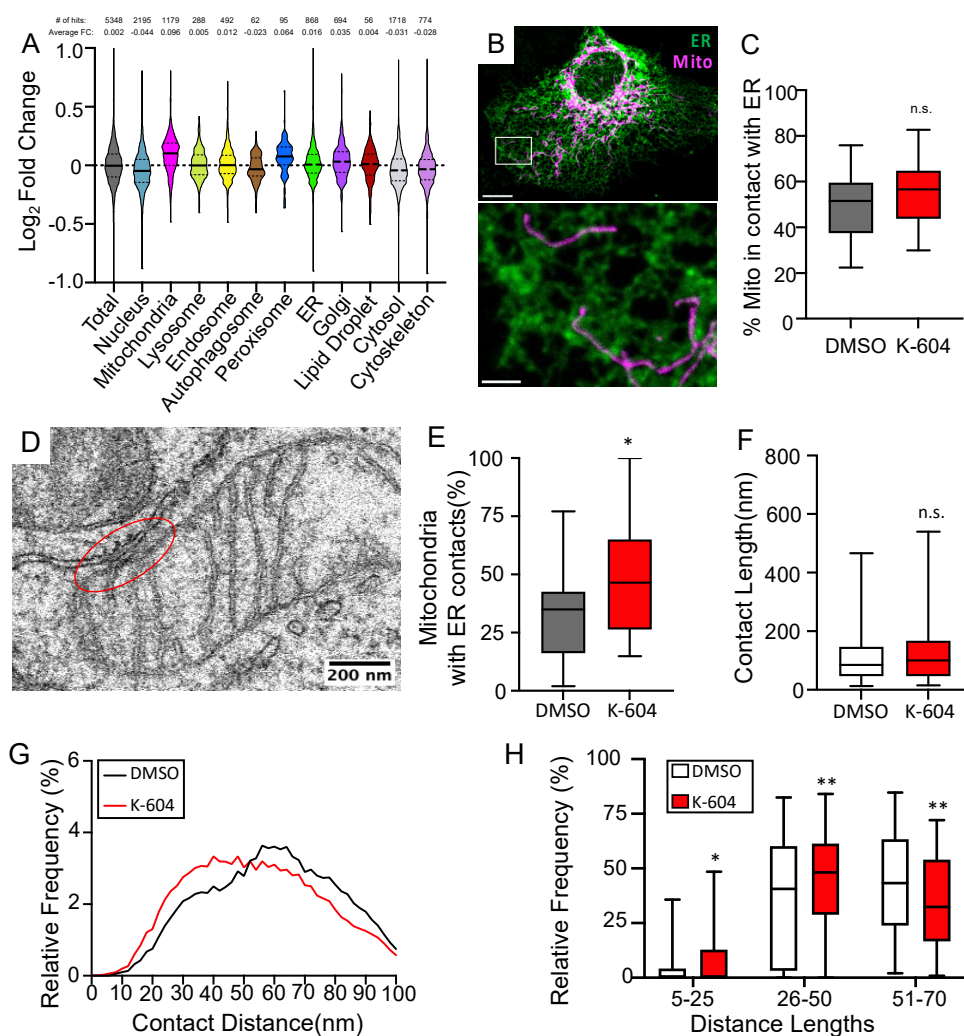 # of hits: 5348 2195 1179 288 492 62 95 868 694 56 1718 774
Average FC: 0.002 -0.044 0.096 0.005 0.012 -0.023 0.064 0.016 0.035 0.004 -0.031 -0.028
A
Log2 Fold Change
1.0
0.5
0
-0.5
-1.0
Total
Nucleus
Mitochondria
Lysosome
Endosome
Autophagosome
Peroxisome
ER
Golgi
Lipid Droplet
Cytosol
Cytoskeleton
B
ER
Mito
C
% Mito in contact with ER
100
80
60
40
20
0
n.s.
DMSO K-604
D
200 nm
E
Mitochondria
with ER contacts(%)
100
75
50
25
0
*
DMSO K-604
F
Contact Length(nm)
800
600
400
200
0
n.s.
DMSO K-604
G
Relative Frequency (%)
6
4
2
0
DMSO
K-604
0 10 20 30 40 50 60 70 80 90 100
Contact Distance(nm)
H
Relative Frequency (%)
100
75
50
25
0
DMSO
K-604
* ** **
5-25 26-50 51-70
Distance Lengths